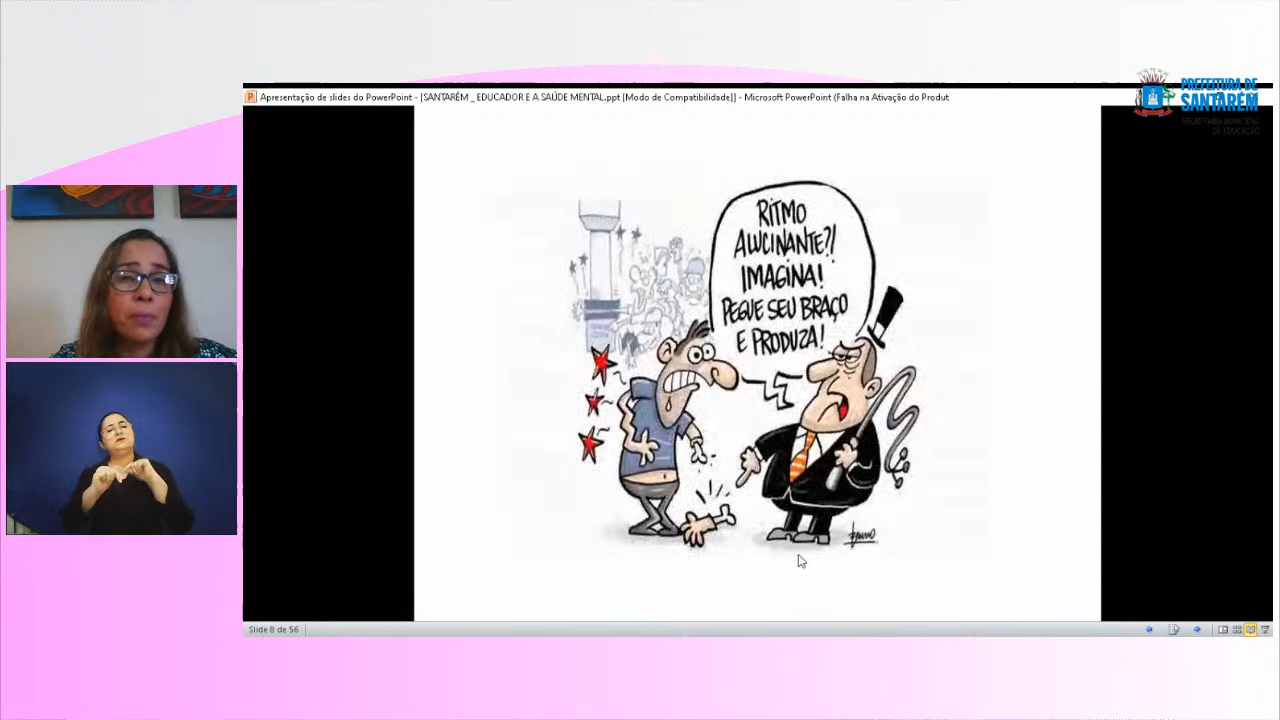 Apresentação de slides do PowerPoint - [SANTARÉM _ EDUCADOR E A SAÚDE MENTAL.ppt [Modo de Compatibilidade]] - Microsoft PowerPoint (Falha na Ativação do Produt
PREFEITURA DE
SANTARÉM
SECRETARIA MUNICIPAL
DE EDUCAÇÃO
RITMO
ALUCINANTE?!
IMAGINA!
PEGUE SEU BRAÇO
E PRODUZA!
Slide 8 de 56